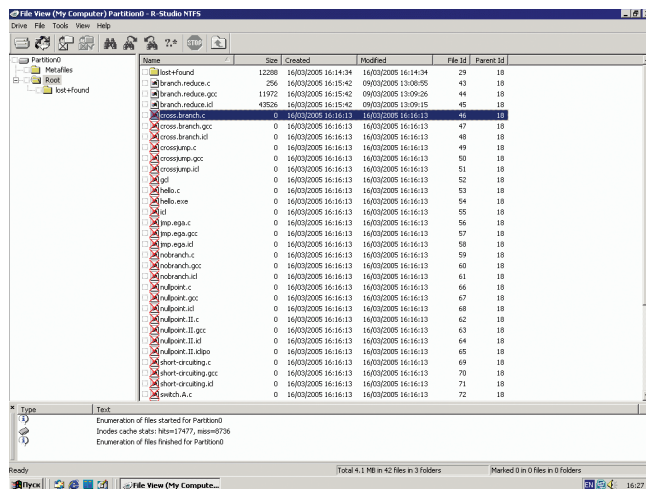 File View (My Computer) Partition0 - R-Studio NTFS
Drive File Tools View Help
Partition0
Metafiles
Root
lost+found
Name Size Created Modified File Id Parent Id
lost+found 12288 16/03/2005 16:14:34 16/03/2005 16:14:34 29 18
branch.reduce.c 256 16/03/2005 16:15:42 09/03/2004 13:08:55 43 18
branch.reduce.gcc 11972 16/03/2005 16:15:42 09/03/2004 13:09:26 44 18
branch.reduce.icl 43526 16/03/2005 16:15:42 09/03/2004 13:09:15 45 18
cross.branch.c 0 16/03/2005 16:16:13 16/03/2005 16:16:13 46 18
cross.branch.gcc 0 16/03/2005 16:16:13 16/03/2005 16:16:13 47 18
cross.branch.icl 0 16/03/2005 16:16:13 16/03/2005 16:16:13 48 18
crossjump.c 0 16/03/2005 16:16:13 16/03/2005 16:16:13 49 18
crossjump.gcc 0 16/03/2005 16:16:13 16/03/2005 16:16:13 50 18
crossjump.icl 0 16/03/2005 16:16:13 16/03/2005 16:16:13 51 18
gcl 0 16/03/2005 16:16:13 16/03/2005 16:16:13 52 18
hello.c 0 16/03/2005 16:16:13 16/03/2005 16:16:13 53 18
hello.exe 0 16/03/2005 16:16:13 16/03/2005 16:16:13 54 18
icl 0 16/03/2005 16:16:13 16/03/2005 16:16:13 55 18
jmp.ega.c 0 16/03/2005 16:16:13 16/03/2005 16:16:13 56 18
jmp.ega.gcc 0 16/03/2005 16:16:13 16/03/2005 16:16:13 57 18
jmp.ega.icl 0 16/03/2005 16:16:13 16/03/2005 16:16:13 58 18
nobranch.c 0 16/03/2005 16:16:13 16/03/2005 16:16:13 59 18
nobranch.gcc 0 16/03/2005 16:16:13 16/03/2005 16:16:13 60 18
nobranch.icl 0 16/03/2005 16:16:13 16/03/2005 16:16:13 61 18
nullpoint.c 0 16/03/2005 16:16:13 16/03/2005 16:16:13 66 18
nullpoint.gcc 0 16/03/2005 16:16:13 16/03/2005 16:16:13 67 18
nullpoint.icl 0 16/03/2005 16:16:13 16/03/2005 16:16:13 68 18
nullpoint.II.c 0 16/03/2005 16:16:13 16/03/2005 16:16:13 62 18
nullpoint.II.gcc 0 16/03/2005 16:16:13 16/03/2005 16:16:13 63 18
nullpoint.II.icl 0 16/03/2005 16:16:13 16/03/2005 16:16:13 64 18
nullpoint.II.iclipo 0 16/03/2005 16:16:13 16/03/2005 16:16:13 65 18
short-circuiting.c 0 16/03/2005 16:16:13 16/03/2005 16:16:13 69 18
short-circuiting.gcc 0 16/03/2005 16:16:13 16/03/2005 16:16:13 70 18
short-circuiting.icl 0 16/03/2005 16:16:13 16/03/2005 16:16:13 71 18
switch.A.c 0 16/03/2005 16:16:13 16/03/2005 16:16:13 72 18
Type Text
Enumeration of files started for Partition0
Inodes cache stats: hits=17477, miss=8736
Enumeration of files finished for Partition0
Ready Total 4.1 MB in 42 files in 3 folders Marked 0 in 0 files in 0 folders
Пуск File View (My Compute... EN 16:27